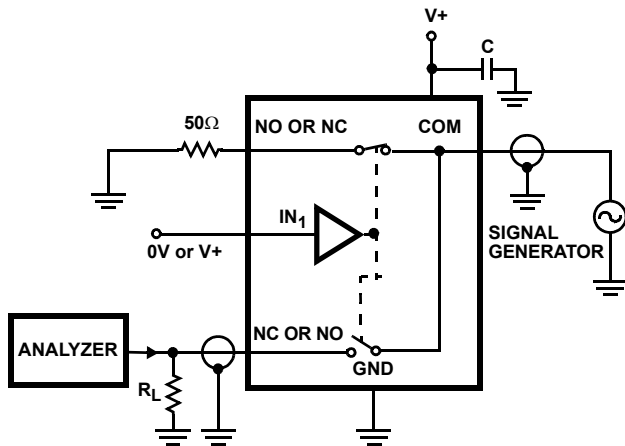 V+
C
50Ω
NO OR NC
COM
IN1
0V or V+
SIGNAL
GENERATOR
NC OR NO
ANALYZER
GND
RL